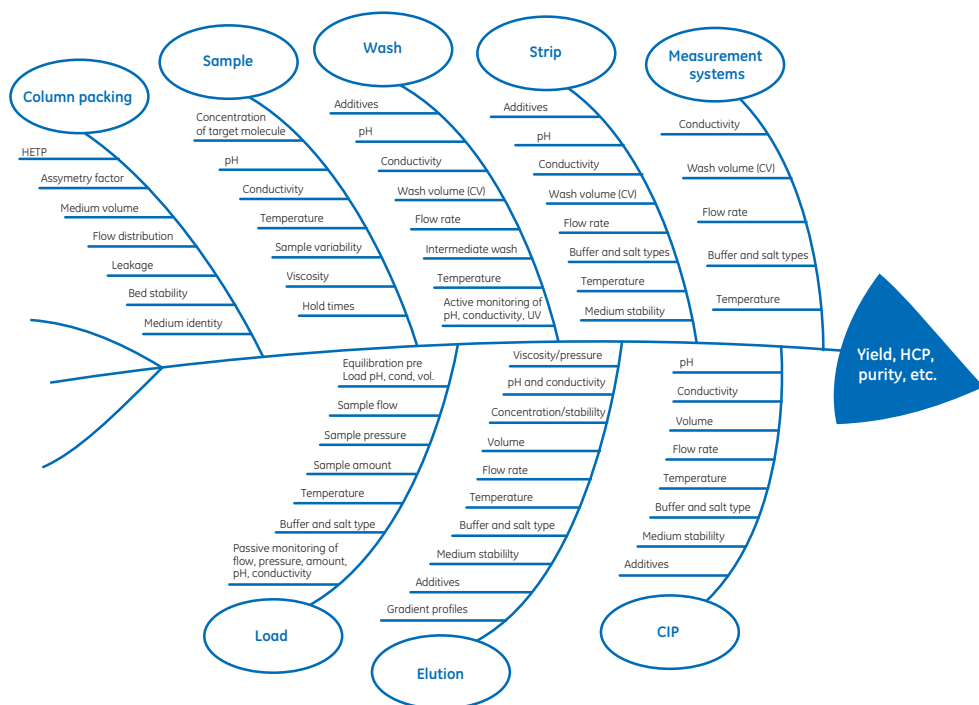 Column packing
HETP
Assymetry factor
Medium volume
Flow distribution
Leakage
Bed stability
Medium identity
Sample
Concentration
of target molecule
pH
Conductivity
Temperature
Sample variability
Viscosity
Hold times
Wash
Additives
pH
Conductivity
Wash volume (CV)
Flow rate
Intermediate wash
Temperature
Active monitoring of
pH, conductivity, UV
Strip
Additives
pH
Conductivity
Wash volume (CV)
Flow rate
Buffer and salt types
Temperature
Medium stability
Measurement
systems
Conductivity
Wash volume (CV)
Flow rate
Buffer and salt types
Temperature
Yield, HCP,
purity, etc.
Equilibration pre
Load pH, cond, vol.
Sample flow
Sample pressure
Sample amount
Temperature
Buffer and salt type
Passive monitoring of
flow, pressure, amount,
pH, conductivity
Load
Viscosity/pressure
pH and conductivity
Concentration/stabililty
Volume
Flow rate
Temperature
Buffer and salt type
Medium stabililty
Additives
Gradient profiles
Elution
pH
Conductivity
Volume
Flow rate
Temperature
Buffer and salt type
Medium stabililty
Additives
CIP